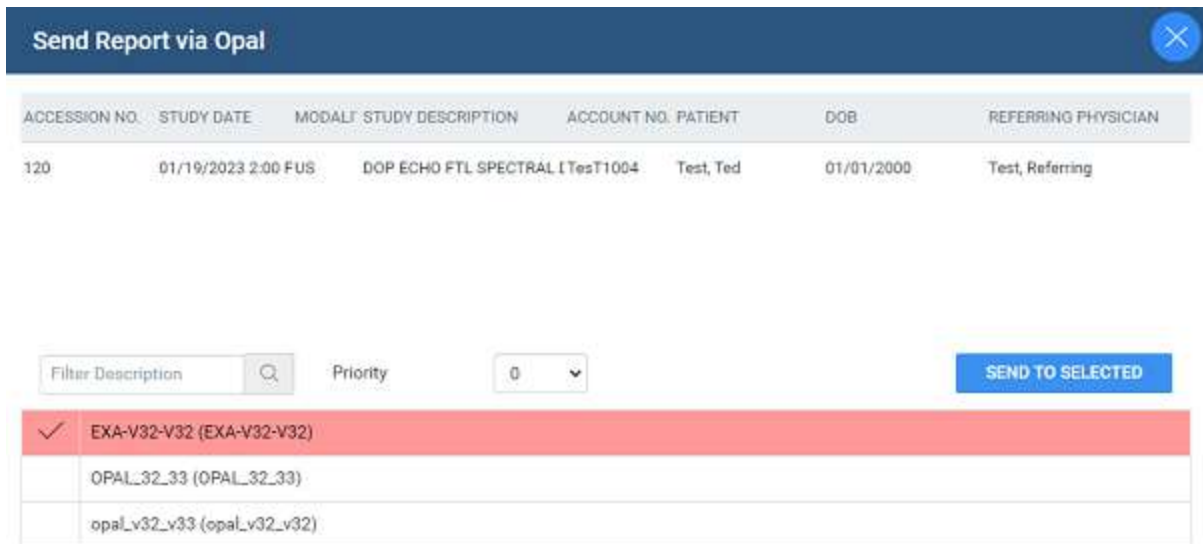 Send Report via Opal
ACCESSION NO. STUDY DATE MODALI STUDY DESCRIPTION ACCOUNT NO. PATIENT DOB REFERRING PHYSICIAN
120 01/19/2023 2:00 F US DOP ECHO FTL SPECTRAL I TesT1004 Test, Ted 01/01/2000 Test, Referring
Filter Description Priority 0 SEND TO SELECTED
EXA-V32-V32 (EXA-V32-V32)
OPAL_32_33 (OPAL_32_33)
opal_v32_v33 (opal_v32_v32)